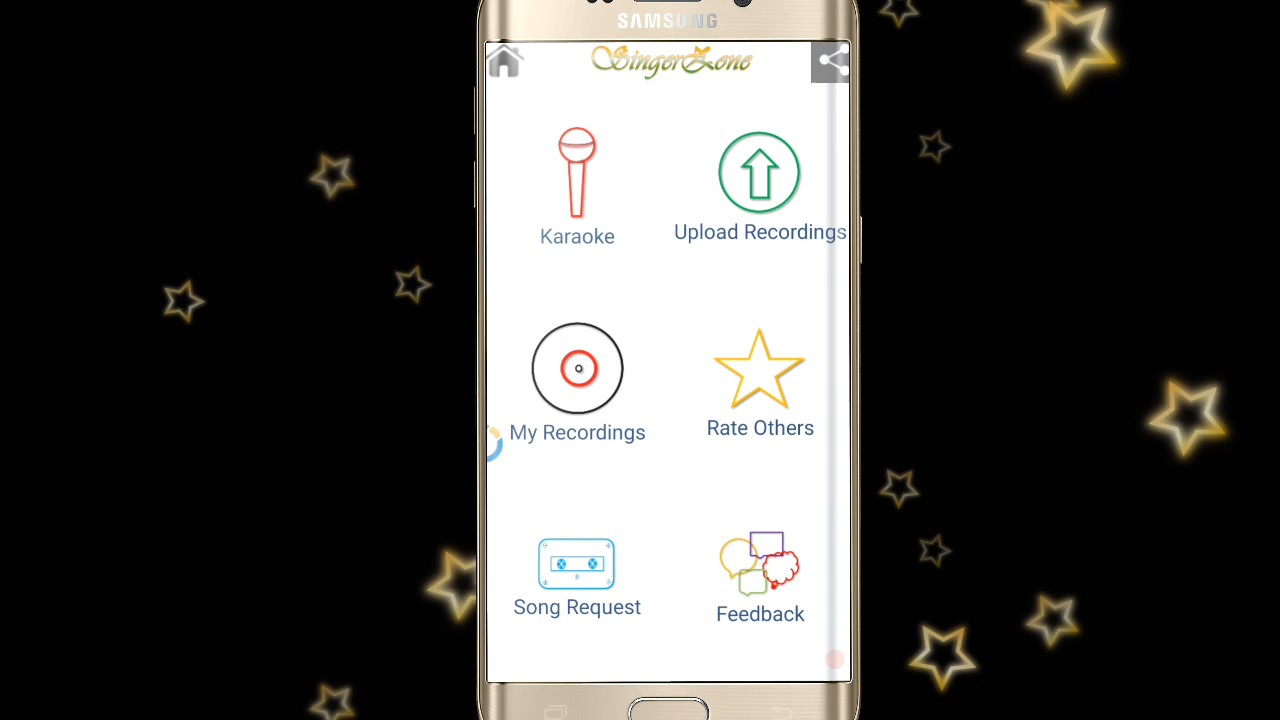 SAMSUNG
SingerZone
Karaoke
Upload Recordings
My Recordings
Rate Others
Song Request
Feedback